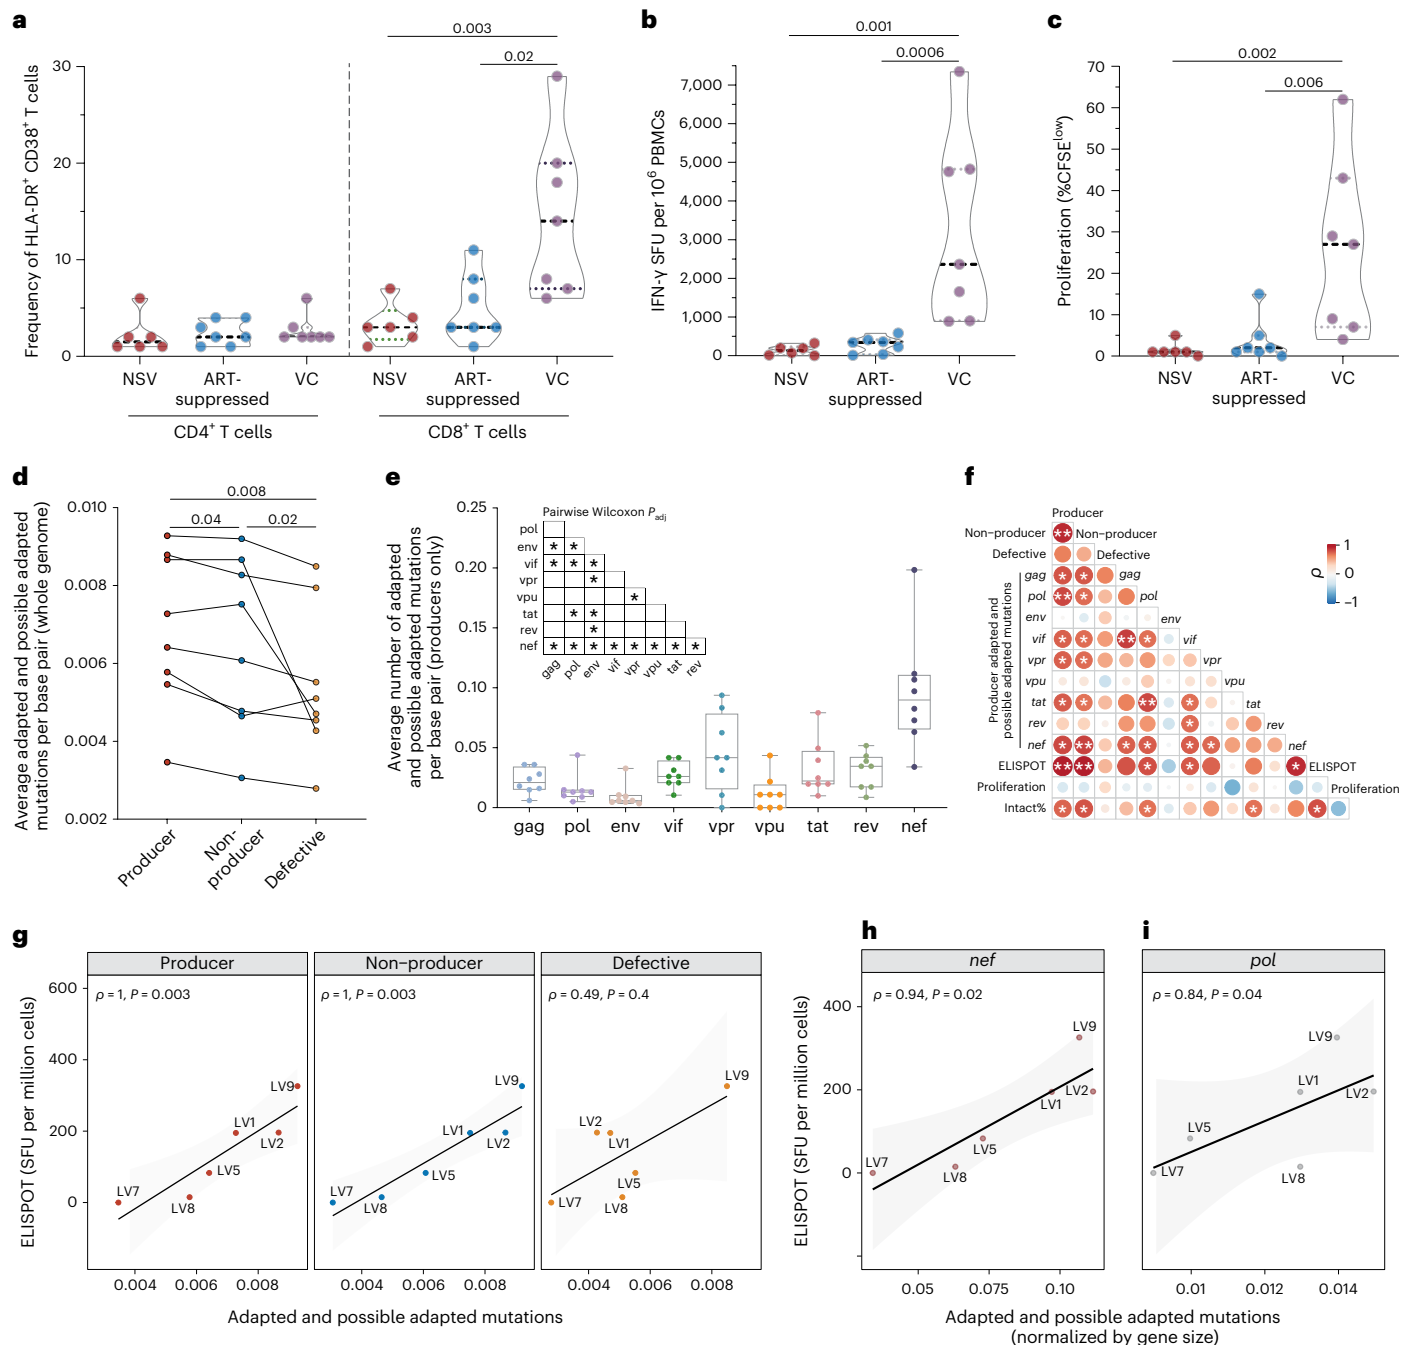 a
0.003
0.02
Frequency of HLA-DR+ CD38+ T cells
30
20
10
0
NSV
ART-
suppressed
VC
NSV
ART-
suppressed
VC
CD4+ T cells
CD8+ T cells
b
0.001
0.0006
IFN-γ SFU per 10⁶ PBMCs
7,000
6,000
5,000
4,000
3,000
2,000
1,000
0
NSV
ART-
suppressed
VC
c
0.002
0.006
Proliferation (%CFSElow)
70
60
50
40
30
20
10
0
NSV
ART-
suppressed
VC
d
0.008
0.04
0.02
Average adapted and possible adapted
mutations per base pair (whole genome)
0.010
0.008
0.006
0.004
0.002
Producer
Non-
producer
Defective
e
Average number of adapted
and possible adapted mutations
per base pair (producers only)
0.25
0.20
0.15
0.10
0.05
0
Pairwise Wilcoxon Padj
pol
env * *
vif * * *
vpr *
vpu *
tat * *
rev *
nef * * * * * * * *
gag pol env vif vpr vpu tat rev
gag pol env vif vpr vpu tat rev nef
f
Producer
Non−producer ** Non−producer
Defective Defective
gag * * gag
pol ** * pol
env env
vif * * ** * vif
vpr * * vpr
vpu vpu
tat * * ** * tat
rev * rev
nef * ** * * * * nef
ELISPOT ** ** * * * ELISPOT
Proliferation Proliferation
Intact% * * * * *
Producer adapted and
possible adapted mutations
ρ
1
0
−1
g
Producer
Non−producer
Defective
ELISPOT (SFU per million cells)
600
400
200
0
ρ = 1, P = 0.003
LV9
LV1
LV2
LV5
LV7
LV8
ρ = 1, P = 0.003
LV9
LV1
LV2
LV5
LV7
LV8
ρ = 0.49, P = 0.4
LV9
LV2
LV1
LV5
LV7
LV8
0.004 0.006 0.008
0.004 0.006 0.008
0.004 0.006 0.008
Adapted and possible adapted mutations
h
nef
ELISPOT (SFU per million cells)
400
200
0
ρ = 0.94, P = 0.02
LV9
LV1
LV2
LV5
LV7
LV8
0.05 0.075 0.10
i
pol
ρ = 0.84, P = 0.04
LV9
LV1
LV2
LV5
LV7
LV8
0.01 0.012 0.014
Adapted and possible adapted mutations
(normalized by gene size)